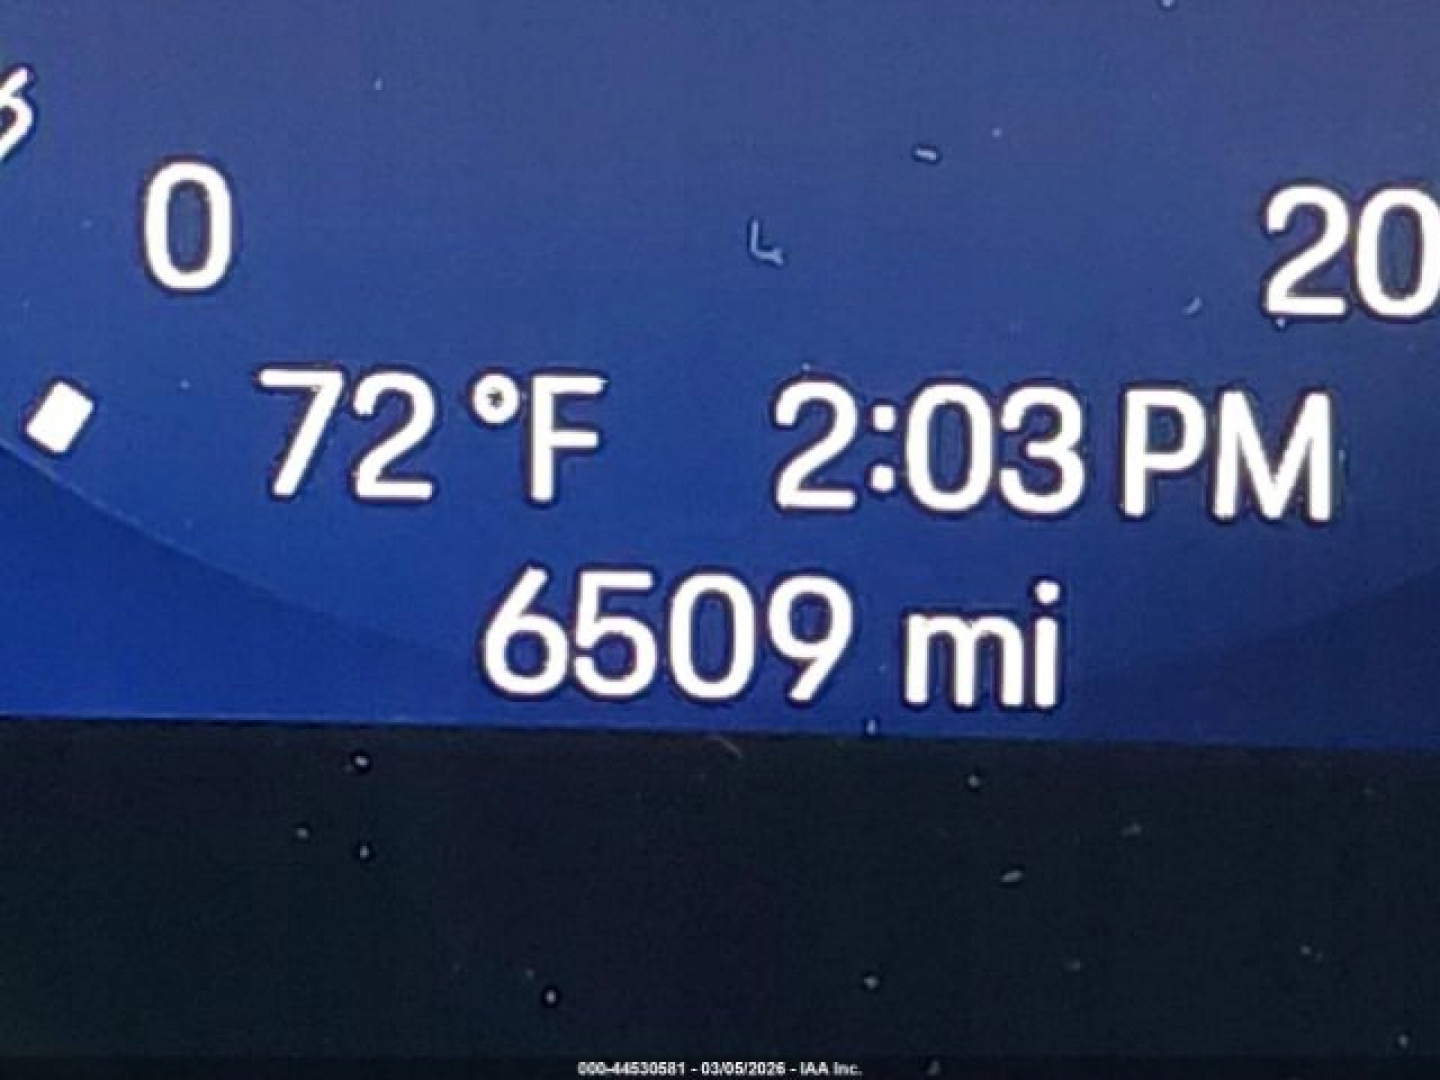 0 20
72 °F 2:03 PM
6509 mi
000-44530581 - 03/05/2026 - IAA Inc.